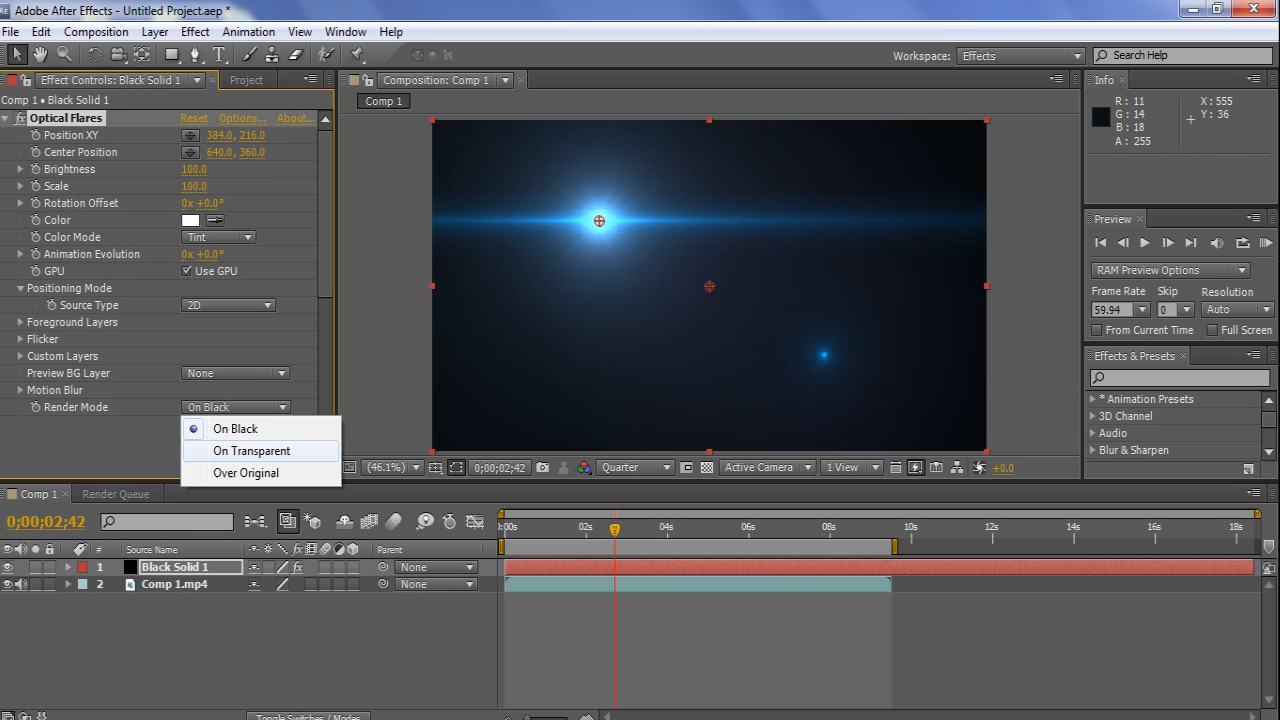 Ae Adobe After Effects - Untitled Project.aep *
File Edit Composition Layer Effect Animation View Window Help
T Workspace: Effects Search Help
Effect Controls: Black Solid 1 Project
Comp 1 • Black Solid 1
fx Optical Flares Reset Options... About...
Position XY 384.0, 216.0
Center Position 640.0, 360.0
Brightness 100.0
Scale 100.0
Rotation Offset 0x +0.0°
Color
Color Mode Tint
Animation Evolution 0x +0.0°
GPU Use GPU
Positioning Mode
Source Type 2D
Foreground Layers
Flicker
Custom Layers
Preview BG Layer None
Motion Blur
Render Mode On Black
On Black
On Transparent
Over Original
Composition: Comp 1
Comp 1
(46.1%) 0;00;02;42 Quarter Active Camera 1 View +0.0
Info
R : 11 X : 555
G : 14 Y : 36
B : 18
A : 255
Preview
RAM Preview Options
Frame Rate Skip Resolution
59.94 0 Auto
From Current Time Full Screen
Effects & Presets
* Animation Presets
3D Channel
Audio
Blur & Sharpen
Comp 1 Render Queue
0;00;02;42
:00s 02s 04s 06s 08s 10s 12s 14s 16s 18s
# Source Name fx Parent
1 Black Solid 1 fx None
2 Comp 1.mp4 None
Toggle Switches / Modes